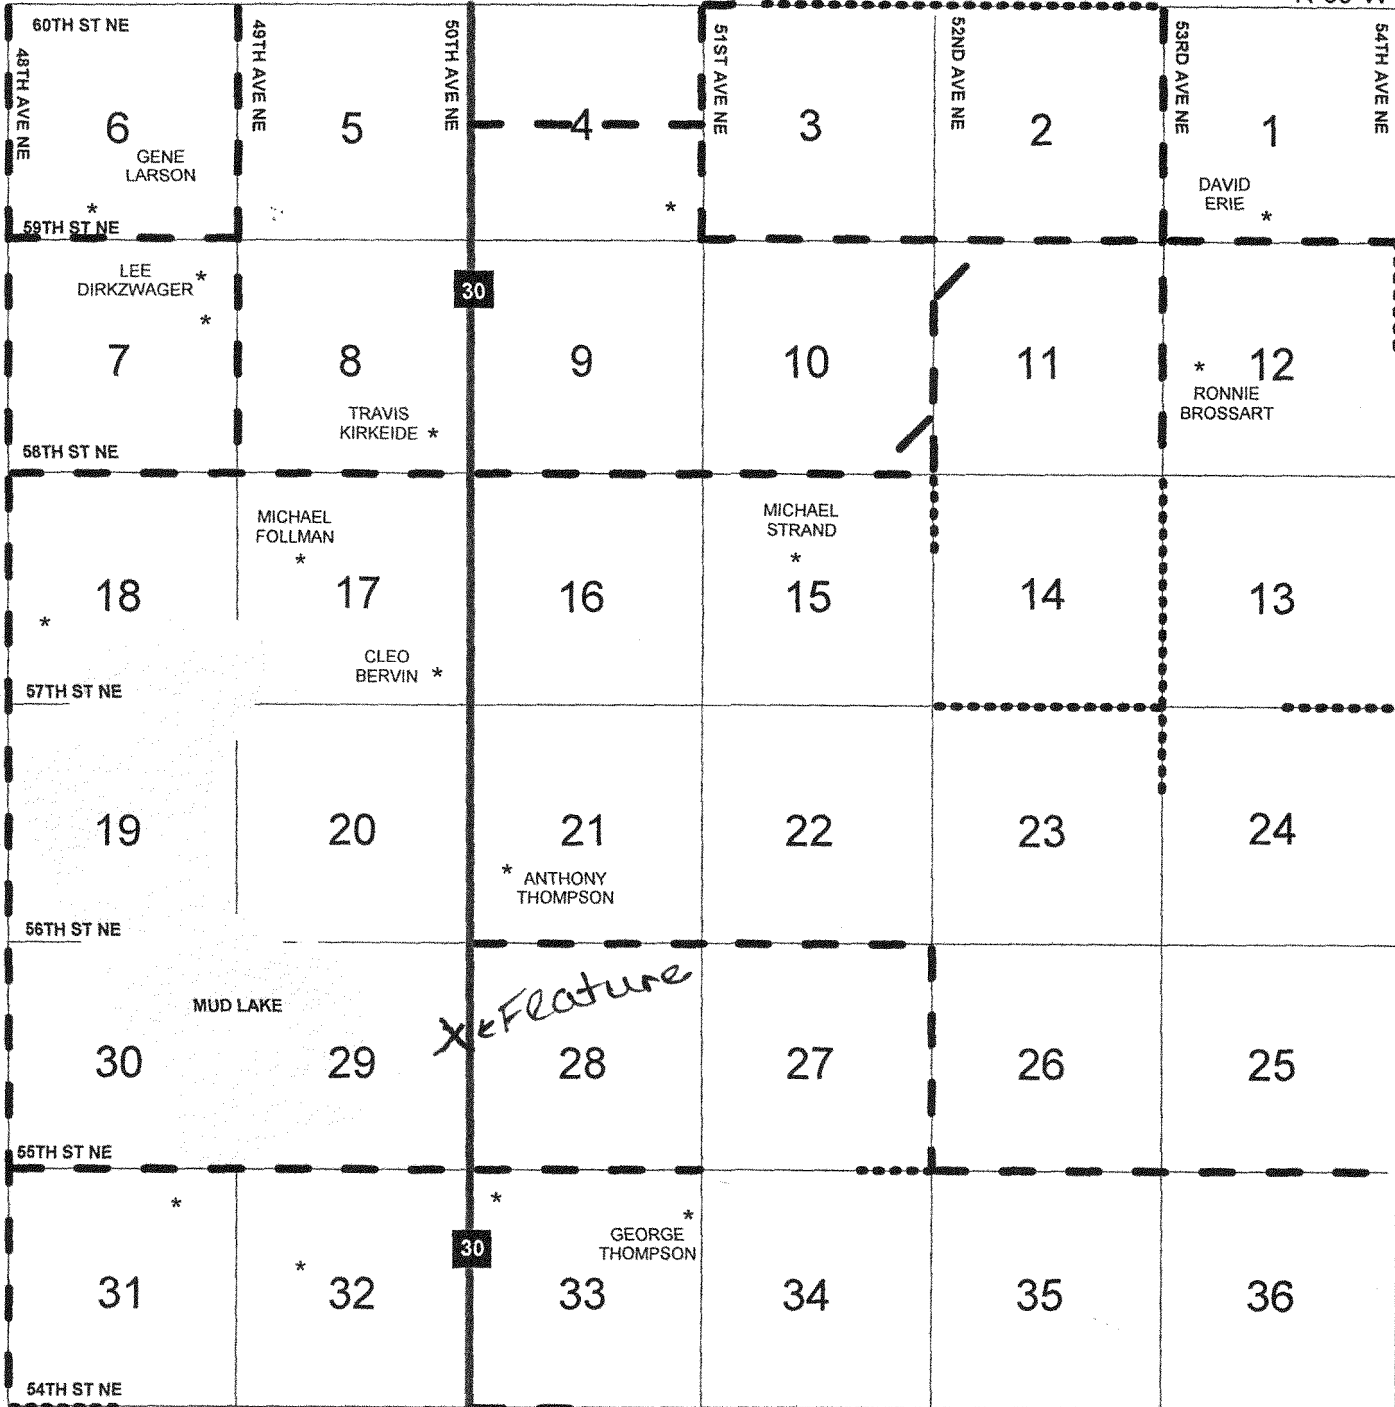 60TH ST NE
48TH AVE NE
49TH AVE NE
50TH AVE NE
51ST AVE NE
52ND AVE NE
53RD AVE NE
54TH AVE NE
6
GENE
LARSON
*
5
4
*
3
2
1
DAVID
ERIE
*
59TH ST NE
LEE
DIRKZWAGER *
*
7
8
TRAVIS
KIRKEIDE *
30
9
10
11
* 12
RONNIE
BROSSART
58TH ST NE
18
*
MICHAEL
FOLLMAN
*
17
CLEO
BERVIN *
16
MICHAEL
STRAND
*
15
14
13
57TH ST NE
19
20
21
* ANTHONY
THOMPSON
22
23
24
56TH ST NE
MUD LAKE
30
29
X Feature
28
27
26
25
55TH ST NE
*
31
*
32
30
*
GEORGE
THOMPSON
*
33
34
35
36
54TH ST NE